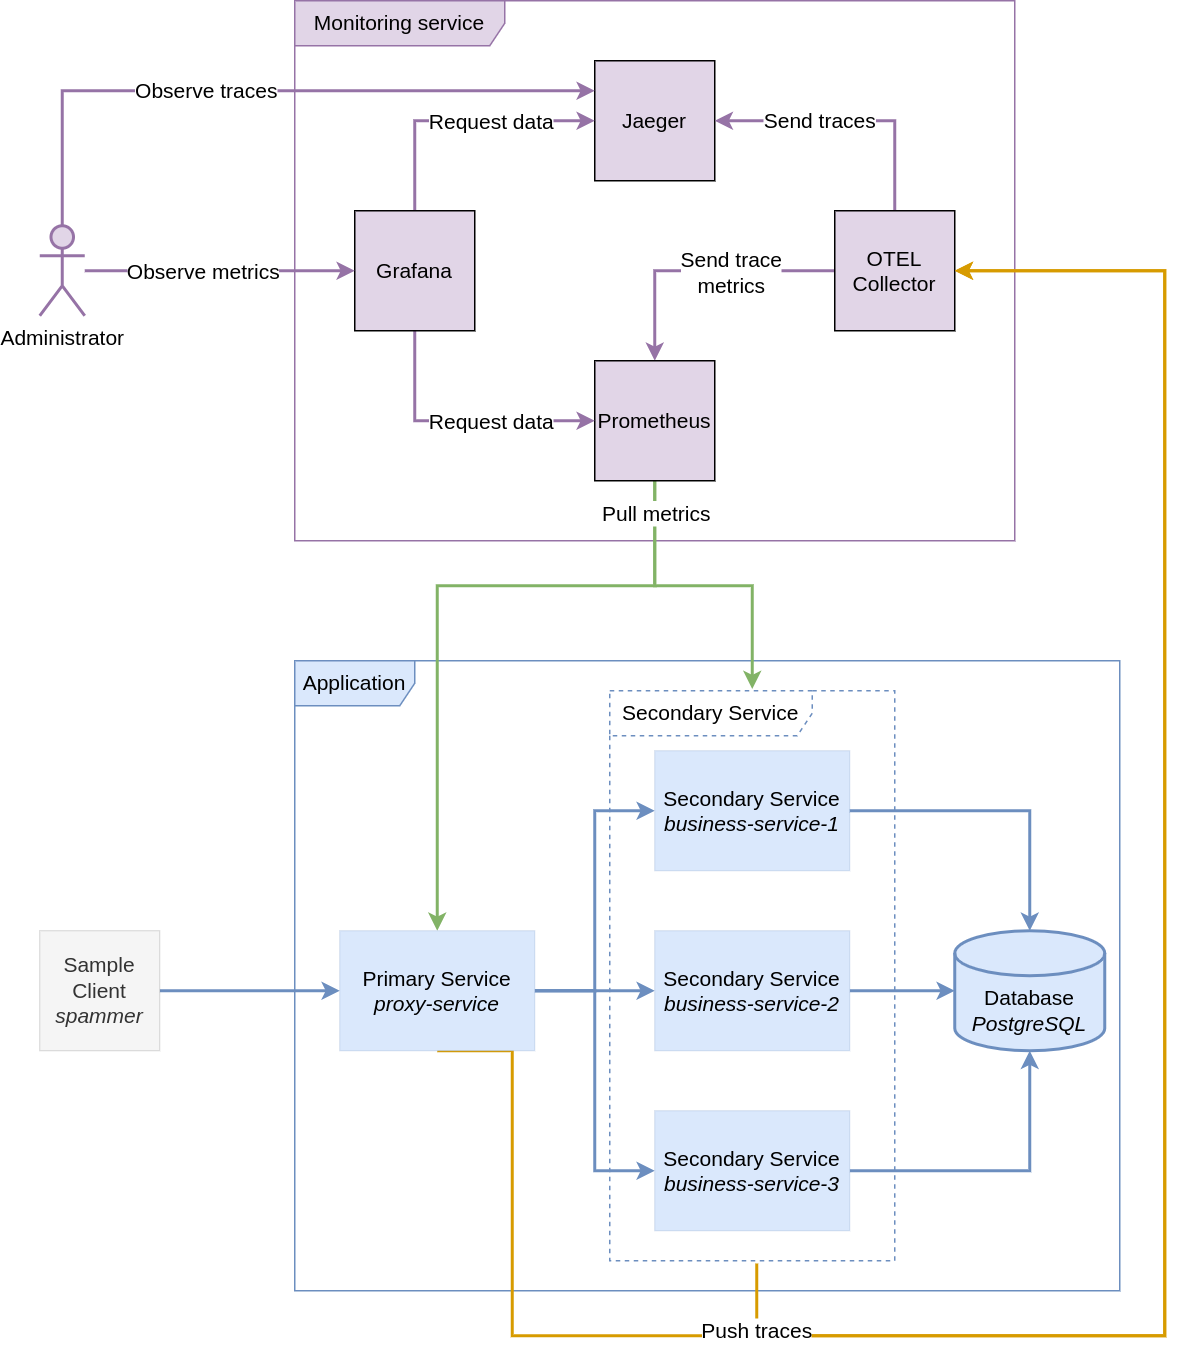 Monitoring service
Observe traces
Request data
Jaeger
Send traces
Observe metrics
Grafana
Send trace
metrics
OTEL
Collector
Administrator
Request data
Prometheus
Pull metrics
Application
Secondary Service
Secondary Service
business-service-1
Sample
Client
spammer
Primary Service
proxy-service
Secondary Service
business-service-2
Database
PostgreSQL
Secondary Service
business-service-3
Push traces